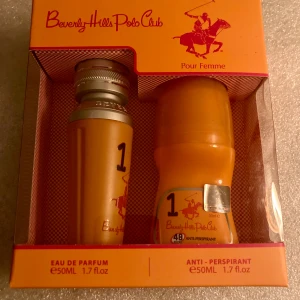 Beverly Hills Polo Club
Pour Femme
1
1
Beverly Hills Polo Club
48
EAU DE PARFUM
e50ML 1.7 fl.oz
ANTI - PERSPIRANT
e50ML 1.7 fl.oz